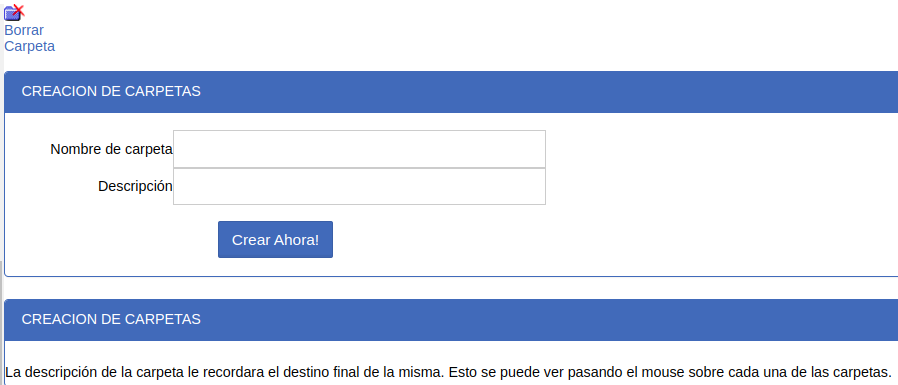 Borrar
Carpeta
CREACION DE CARPETAS
Nombre de carpeta
Descripción
Crear Ahora!
CREACION DE CARPETAS
La descripción de la carpeta le recordara el destino final de la misma. Esto se puede ver pasando el mouse sobre cada una de las carpetas.